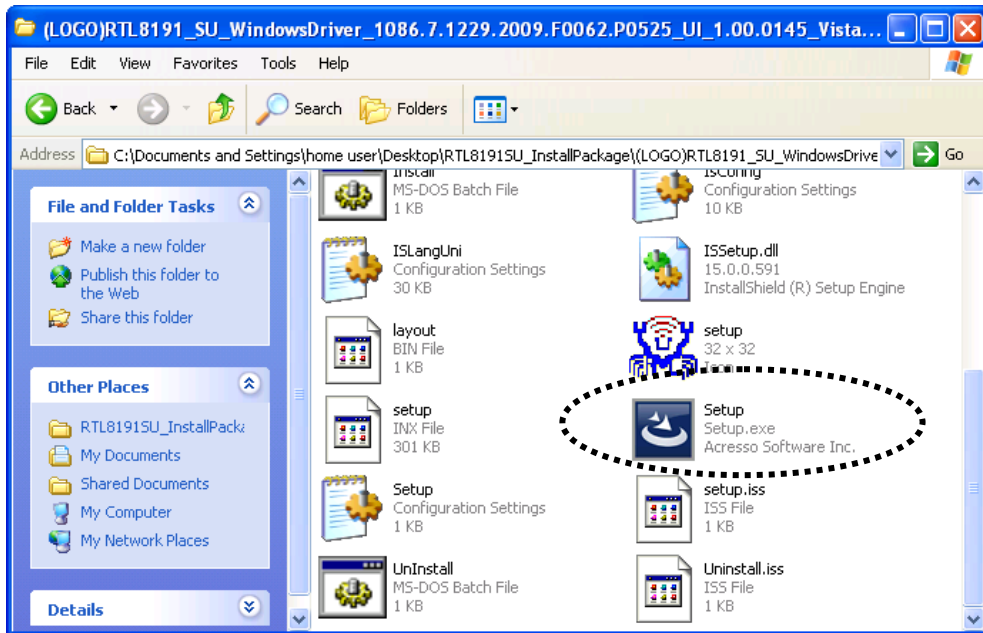 (LOGO)RTL8191_SU_WindowsDriver_1086.7.1229.2009.F0062.P0525_UI_1.00.0145_Vista...
File Edit View Favorites Tools Help
Back Search Folders
Address C:\Documents and Settings\home user\Desktop\RTL8191SU_InstallPackage\(LOGO)RTL8191_SU_WindowsDrive Go
File and Folder Tasks
Make a new folder
Publish this folder to
the Web
Share this folder
Other Places
RTL8191SU_InstallPacka
My Documents
Shared Documents
My Computer
My Network Places
Details
Install
MS-DOS Batch File
1 KB
IsConfig
Configuration Settings
10 KB
ISLangUni
Configuration Settings
30 KB
ISSetup.dll
15.0.0.591
InstallShield (R) Setup Engine
layout
BIN File
1 KB
setup
32 x 32
Icon
setup
INX File
301 KB
Setup
Setup.exe
Acresso Software Inc.
Setup
Configuration Settings
1 KB
setup.iss
ISS File
1 KB
UnInstall
MS-DOS Batch File
1 KB
Uninstall.iss
ISS File
1 KB